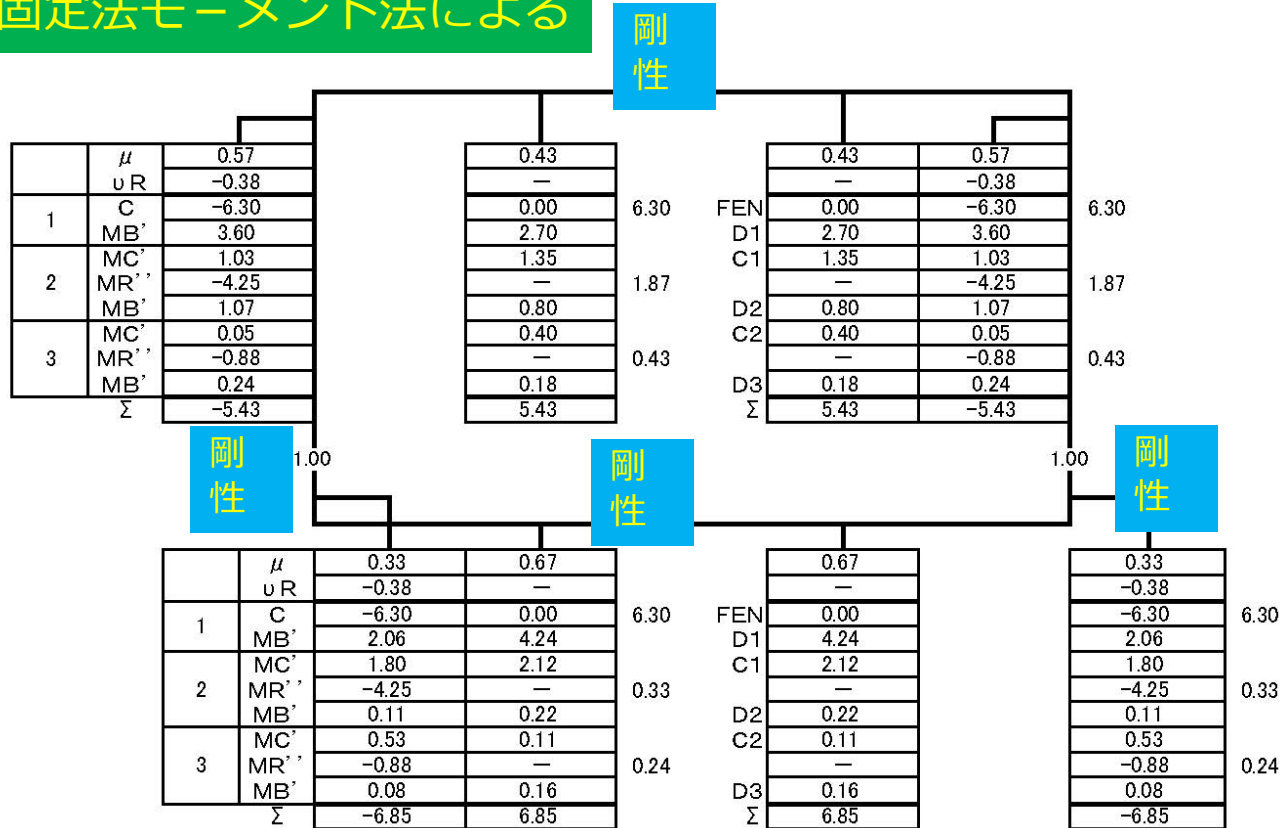 固定法モ－メント法による
剛
性
μ 0.57 0.43 0.43 0.57
υR -0.38 — — -0.38
1 C -6.30 0.00 6.30 FEN 0.00 -6.30 6.30
MB' 3.60 2.70 D1 2.70 3.60
MC' 1.03 1.35 C1 1.35 1.03
2 MR'' -4.25 — 1.87 — -4.25 1.87
MB' 1.07 0.80 D2 0.80 1.07
MC' 0.05 0.40 C2 0.40 0.05
3 MR'' -0.88 — 0.43 — -0.88 0.43
MB' 0.24 0.18 D3 0.18 0.24
Σ -5.43 5.43 Σ 5.43 -5.43
剛
性
1.00
剛
性
1.00
剛
性
μ 0.33 0.67 0.67 0.33
υR -0.38 — — -0.38
1 C -6.30 0.00 6.30 FEN 0.00 -6.30 6.30
MB' 2.06 4.24 D1 4.24 2.06
MC' 1.80 2.12 C1 2.12 1.80
2 MR'' -4.25 — 0.33 — -4.25 0.33
MB' 0.11 0.22 D2 0.22 0.11
MC' 0.53 0.11 C2 0.11 0.53
3 MR'' -0.88 — 0.24 — -0.88 0.24
MB' 0.08 0.16 D3 0.16 0.08
Σ -6.85 6.85 Σ 6.85 -6.85